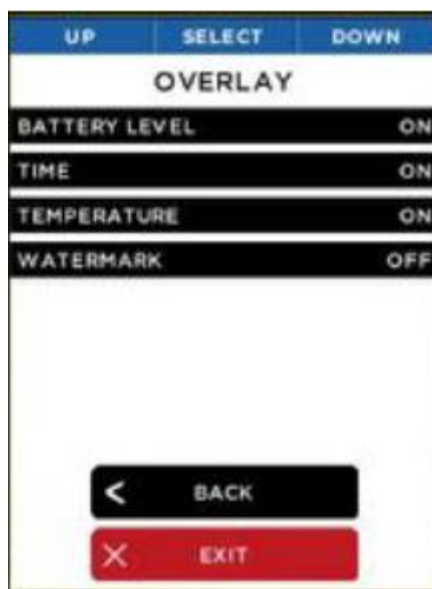 UP SELECT DOWN
OVERLAY
BATTERY LEVEL ON
TIME ON
TEMPERATURE ON
WATERMARK OFF
< BACK
X EXIT